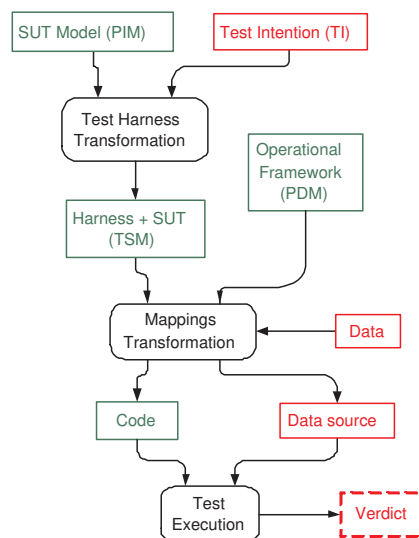 SUT Model (PIM)
Test Intention (TI)
Test Harness
Transformation
Operational
Framework
(PDM)
Harness + SUT
(TSM)
Mappings
Transformation
Data
Code
Data source
Test
Execution
Verdict